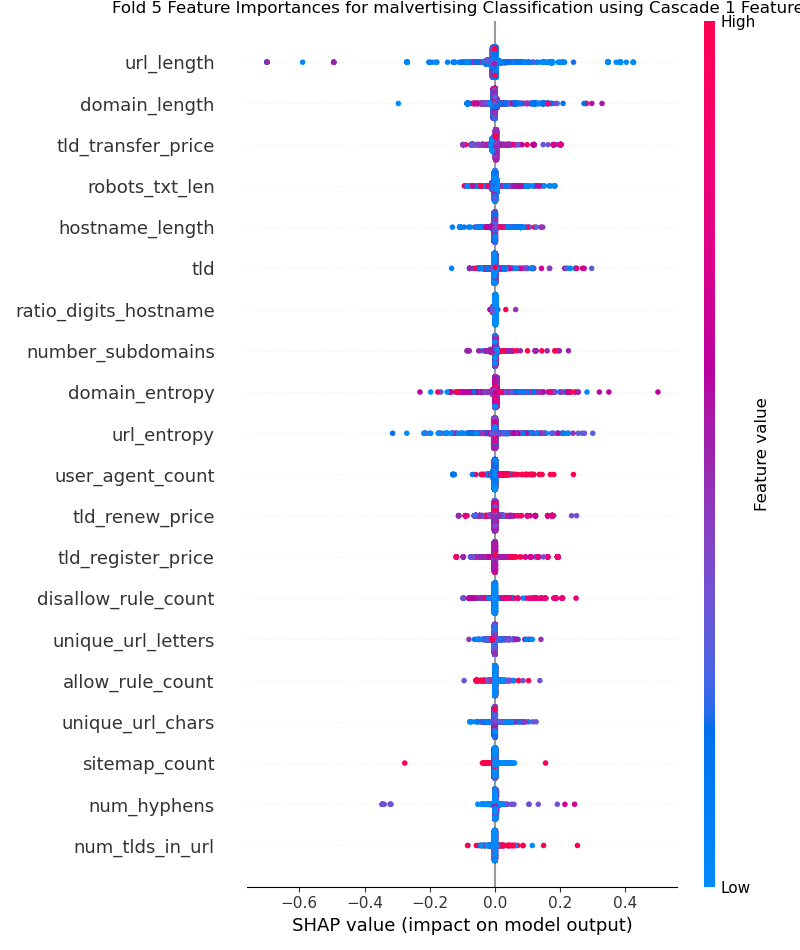 Fold 5 Feature Importances for malvertising Classification using Cascade 1 Feature
High
url_length
domain_length
tld_transfer_price
robots_txt_len
hostname_length
tld
ratio_digits_hostname
number_subdomains
domain_entropy
url_entropy
user_agent_count
tld_renew_price
tld_register_price
disallow_rule_count
unique_url_letters
allow_rule_count
unique_url_chars
sitemap_count
num_hyphens
num_tlds_in_url
Feature value
Low
−0.6 −0.4 −0.2 0.0 0.2 0.4
SHAP value (impact on model output)